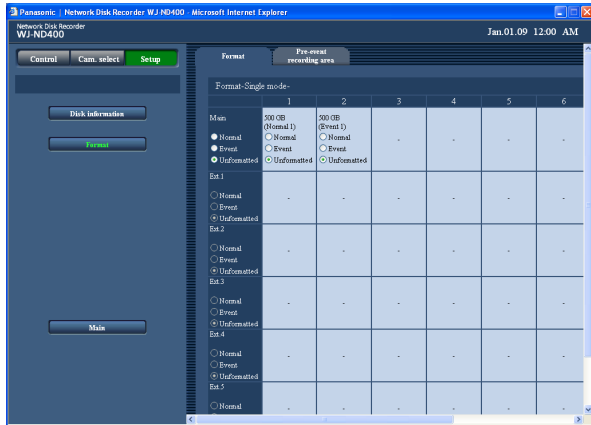 Panasonic | Network Disk Recorder WJ-ND400 - Microsoft Internet Explorer
Network Disk Recorder
WJ-ND400
Jan.01.09 12:00 AM
Control Cam. select Setup
Format Pre-event recording area
Disk information
Format
Main
Format-Single mode-
1 2 3 4 5 6
Main 500 GB 500 GB
(Normal 1) (Event 1)
Normal Normal Normal - - - -
Event Event Event
Unformatted Unformatted Unformatted
Ext.1
Normal - - - - - -
Event
Unformatted
Ext.2
Normal - - - - - -
Event
Unformatted
Ext.3
Normal - - - - - -
Event
Unformatted
Ext.4
Normal - - - - - -
Event
Unformatted
Ext.5
Normal - - - - - -